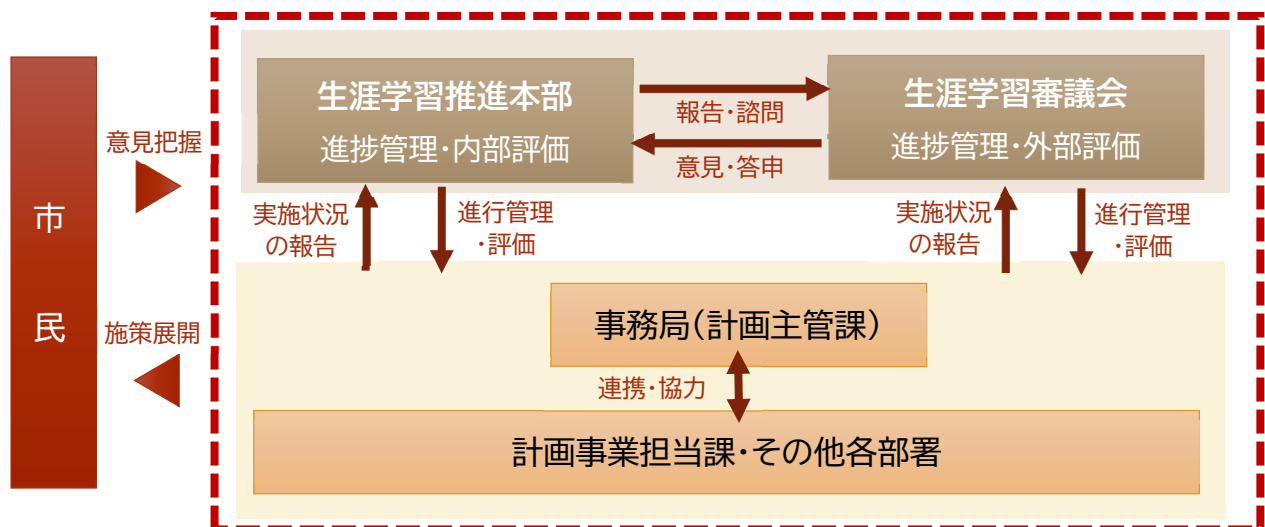 市
民
意見把握
施策展開
生涯学習推進本部
進捗管理・内部評価
報告・諮問
意見・答申
生涯学習審議会
進捗管理・外部評価
実施状況
の報告
進行管理
・評価
実施状況
の報告
進行管理
・評価
事務局(計画主管課)
連携・協力
計画事業担当課・その他各部署